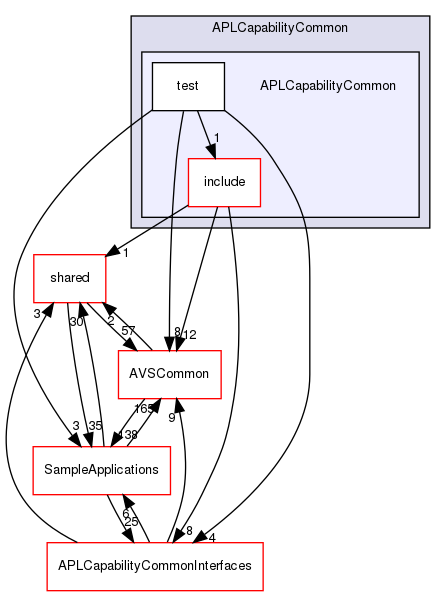 APLCapabilityCommon
test
APLCapabilityCommon
1
include
1
shared
3
30
2
57
8
12
AVSCommon
165
9
3
35
138
SampleApplications
6
25
8
4
APLCapabilityCommonInterfaces